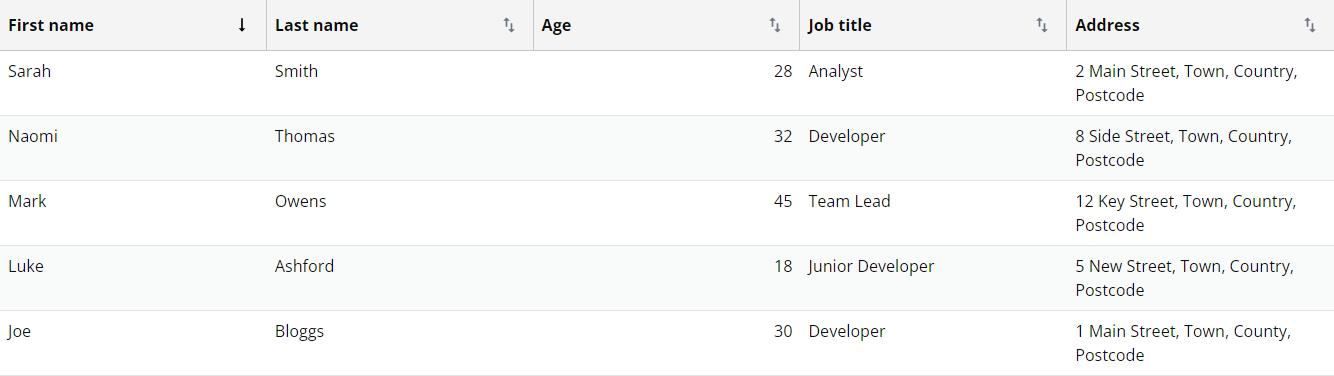 First name Last name Age Job title Address
Sarah Smith 28 Analyst 2 Main Street, Town, Country,
Postcode
Naomi Thomas 32 Developer 8 Side Street, Town, Country,
Postcode
Mark Owens 45 Team Lead 12 Key Street, Town, Country,
Postcode
Luke Ashford 18 Junior Developer 5 New Street, Town, Country,
Postcode
Joe Bloggs 30 Developer 1 Main Street, Town, County,
Postcode